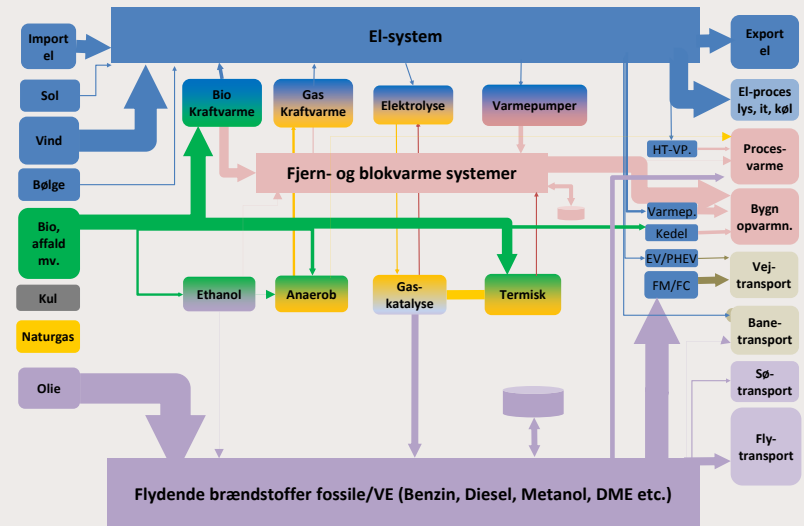 El-system
Import
el
Sol
Vind
Bølge
Bio,
affald
mv.
Kul
Naturgas
Olie
Bio
Kraftvarme
Gas
Kraftvarme
Elektrolyse
Varmepumper
Fjern- og blokvarme systemer
Ethanol
Anaerob
Gas-
katalyse
Termisk
HT-VP.
Varmep.
Kedel
EV/PHEV
FM/FC
Export
el
El-proces
lys, it, køl
Proces-
varme
Bygn
opvarmn.
Vej-
transport
Bane-
transport
Sø-
transport
Fly-
transport
Flydende brændstoffer fossile/VE (Benzin, Diesel, Metanol, DME etc.)